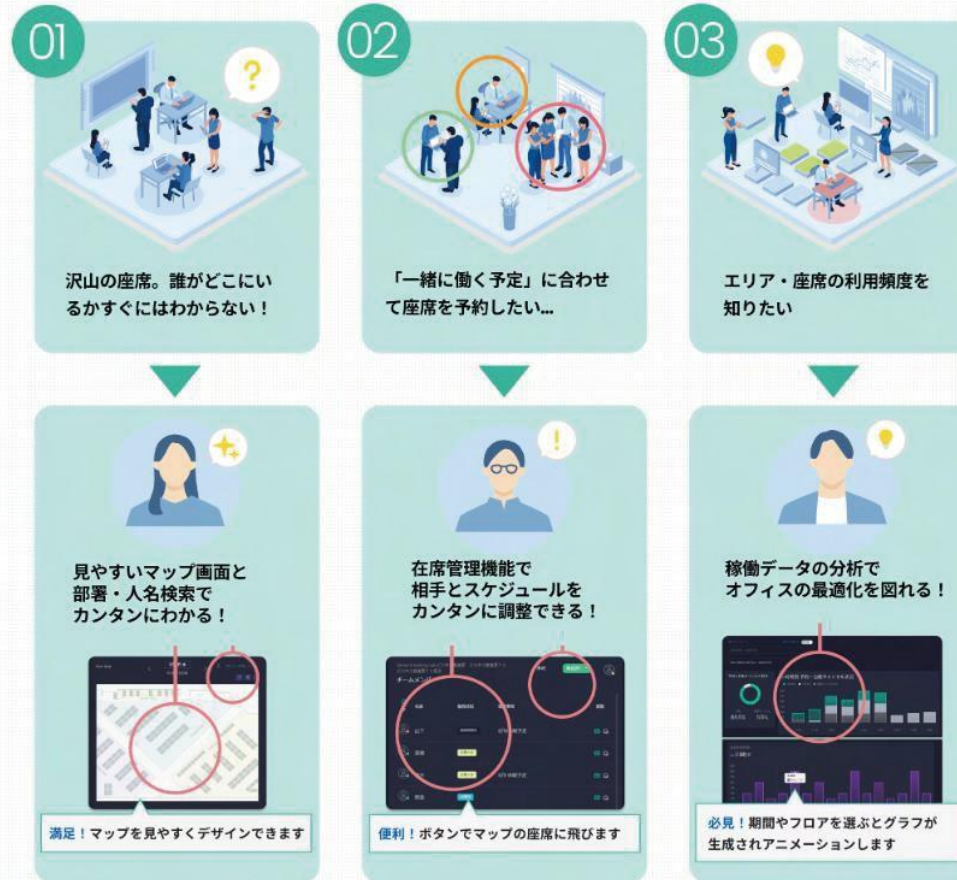 01
沢山の座席。誰がどこにい
るかすぐにはわからない！
02
「一緒に働く予定」に合わせ
て座席を予約したい…
03
エリア・座席の利用頻度を
知りたい
見やすいマップ画面と
部署・人名検索で
カンタンにわかる！
満足！マップを見やすくデザインできます
在席管理機能で
相手とスケジュールを
カンタンに調整できる！
チームメンバー
便利！ボタンでマップの座席に飛びます
稼働データの分析で
オフィスの最適化を図れる！
必見！期間やフロアを選ぶとグラフが
生成されアニメーションします